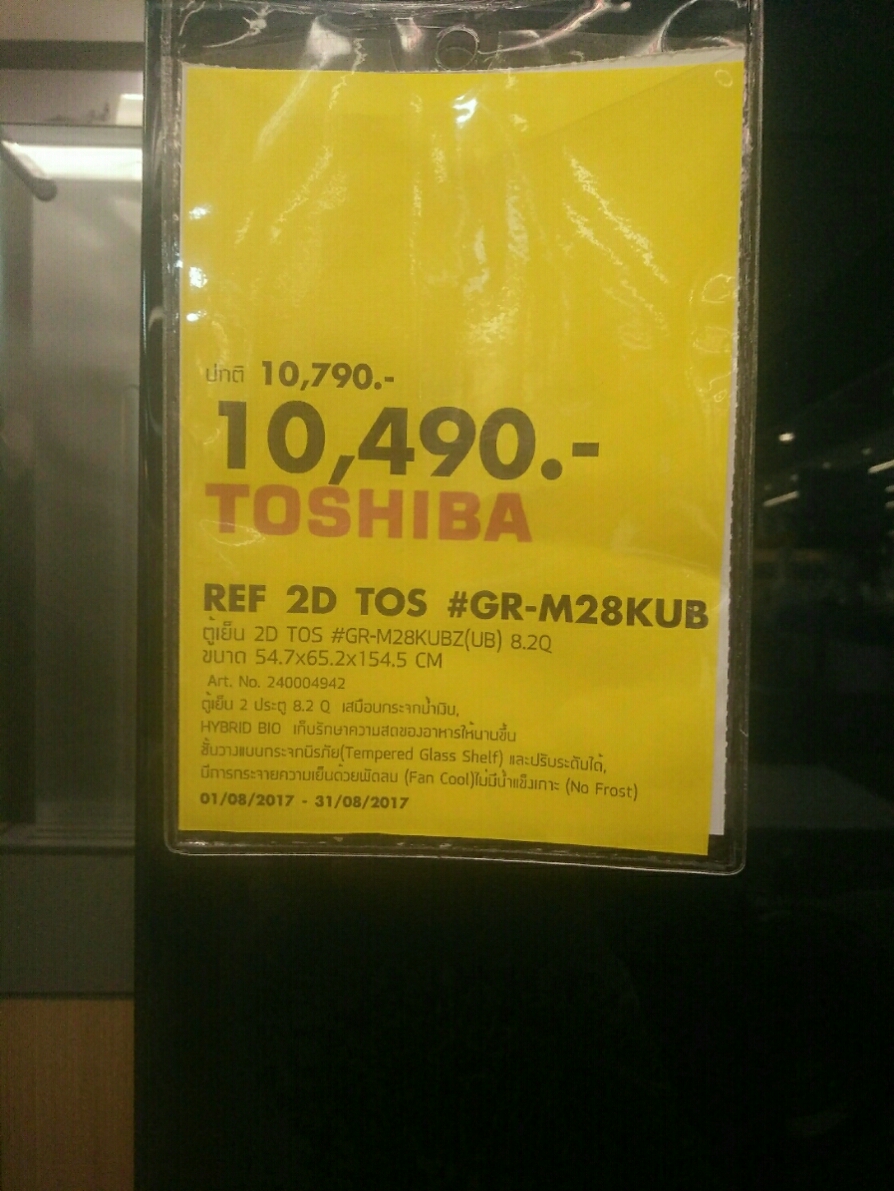 ปกติ 10,790.-
10,490.-
TOSHIBA
REF 2D TOS #GR-M28KUB
ตู้เย็น 2D TOS #GR-M28KUBZ(UB) 8.2Q
ขนาด 54.7x65.2x154.5 CM
Art. No. 240004942
ตู้เย็น 2 ประตู 8.2 Q เสมือนกระจกน้ำเงิน,
HYBRID BIO เก็บรักษาความสดของอาหารให้นานขึ้น
ชั้นวางแบบกระจกนิรภัย(Tempered Glass Shelf) และปรับระดับได้,
มีการกระจายความเย็นด้วยพัดลม (Fan Cool)ไม่มีน้ำแข็งเกาะ (No Frost)
01/08/2017 - 31/08/2017